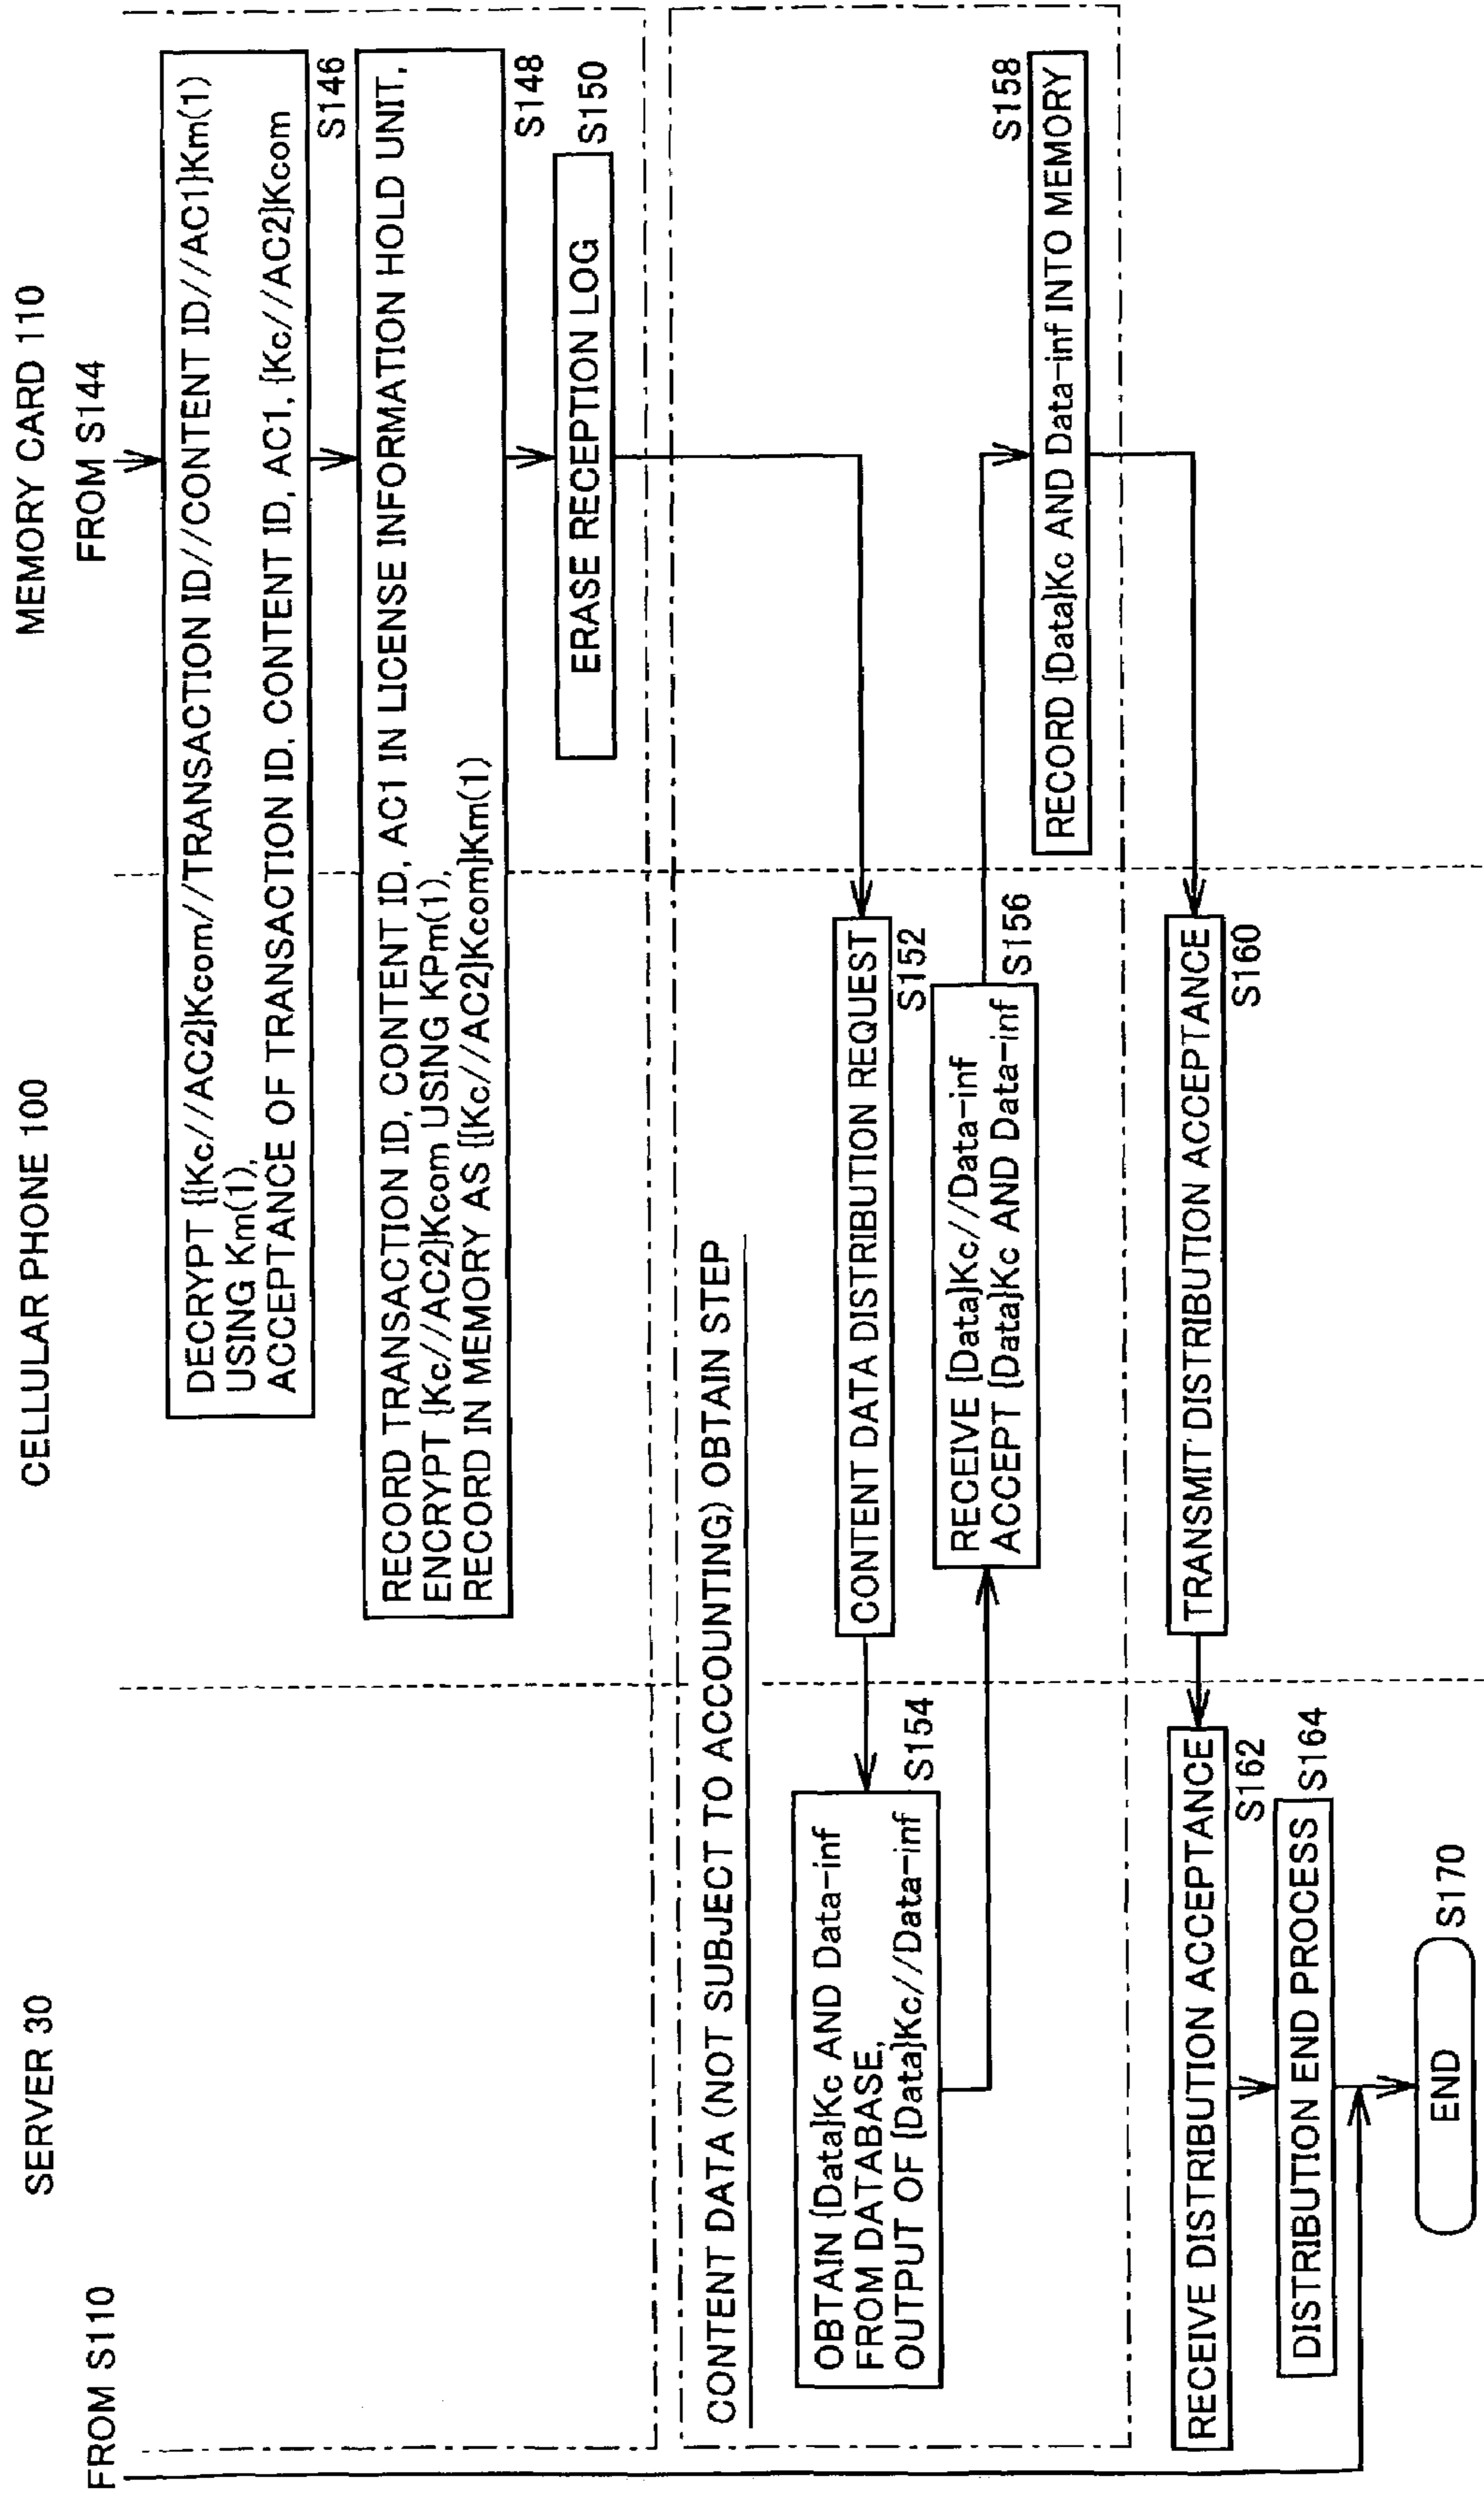 SERVER 30
CELLULAR PHONE 100
MEMORY CARD 110
FROM S110
FROM S144
DECRYPT {{Kc//AC2}Kcom//TRANSACTION ID//CONTENT ID//AC1}Km(1)
USING Km(1),
ACCEPTANCE OF TRANSACTION ID, CONTENT ID, AC1, {Kc//AC2}Kcom
S146
RECORD TRANSACTION ID, CONTENT ID, AC1 IN LICENSE INFORMATION HOLD UNIT,
ENCRYPT {Kc//AC2}Kcom USING KPm(1),
RECORD IN MEMORY AS {{Kc//AC2}Kcom}Km(1)
S148
ERASE RECEPTION LOG
S150
CONTENT DATA (NOT SUBJECT TO ACCOUNTING) OBTAIN STEP
CONTENT DATA DISTRIBUTION REQUEST
S152
OBTAIN {Data}Kc AND Data-inf
FROM DATABASE,
OUTPUT OF {Data}Kc//Data-inf
S154
RECEIVE {Data}Kc//Data-inf
ACCEPT {Data}Kc AND Data-inf
S156
RECORD {Data}Kc AND Data-inf INTO MEMORY
S158
TRANSMIT DISTRIBUTION ACCEPTANCE
S160
RECEIVE DISTRIBUTION ACCEPTANCE
S162
DISTRIBUTION END PROCESS
S164
END
S170